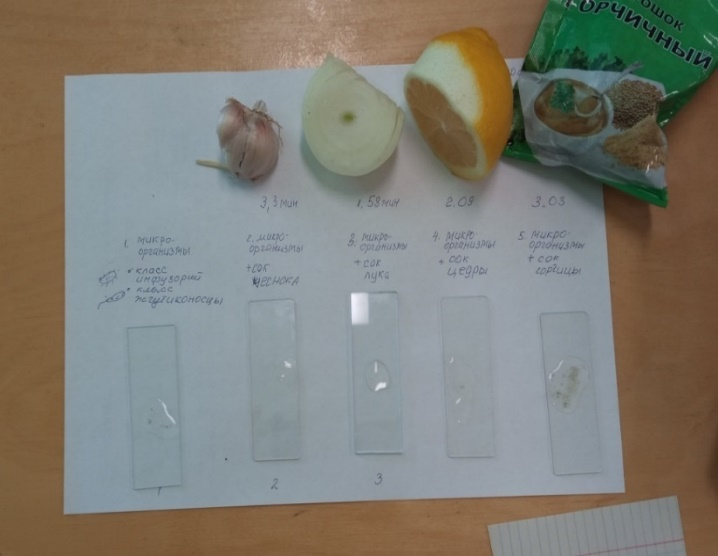 ПОРОШОК
ГОРЧИЧНЫЙ
3,3 мин
1,58 мин
2.09
3,03
1. микро-
организмы
• класс
инфузорий
• класс
жгутиконосцы
2. микро-
организмы
+ сок
ЧЕСНОКА
3. микро-
организмы
+ сок
лука
4. микро-
организмы
+ сок
цедры
5. микро-
организмы
+ сок
горчицы
1
2
3